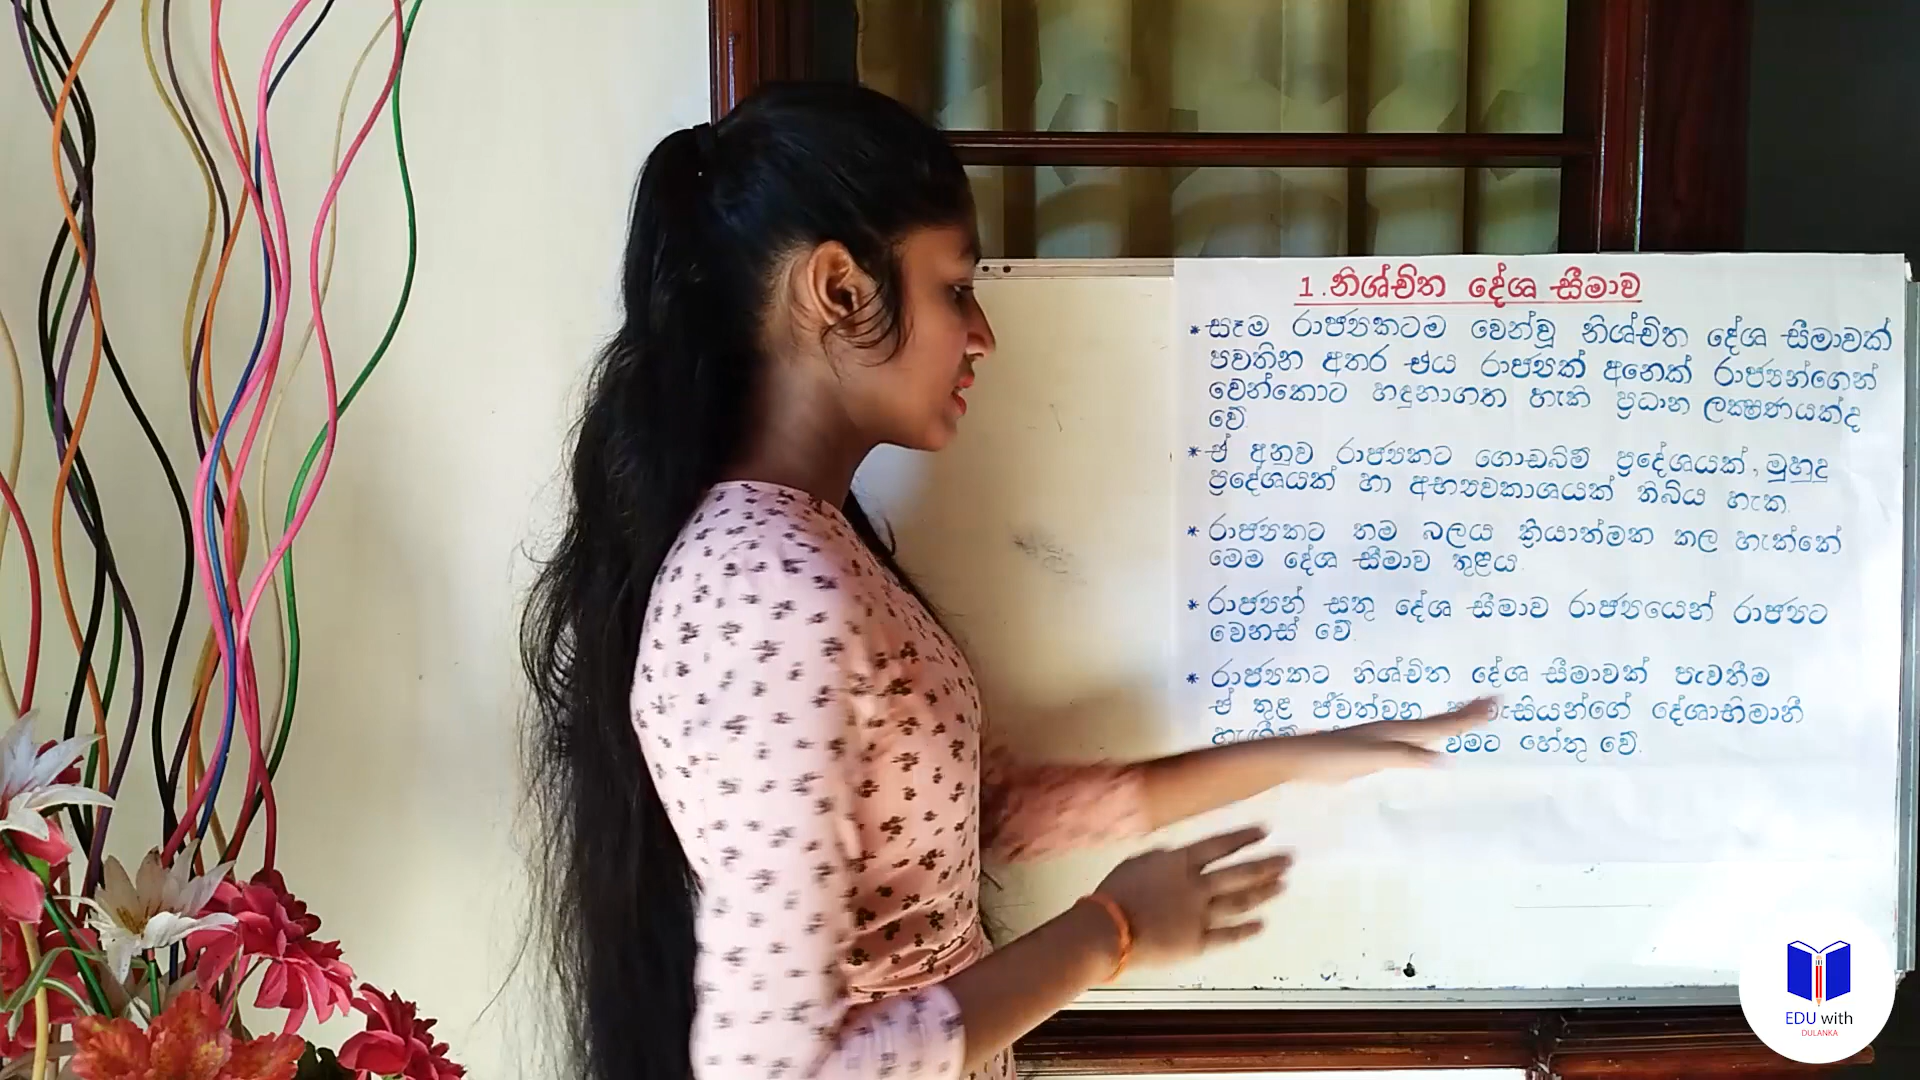 1. නිශ්චිත දේශ සීමාව
* සෑම රාජ්‍යකටම වෙන්වූ නිශ්චිත දේශ සීමාවක්
පවතින අතර එය රාජ්‍යක් අනෙක් රාජ්‍යන්ගෙන්
වෙන්කොට හඳුනාගත හැකි ප්‍රධාන ලක්ෂණයක්ද
වේ.
* ඒ අනුව රාජ්‍යකට ගොඩබිම් ප්‍රදේශයක්, මුහුදු
ප්‍රදේශයක් හා අභ්‍යවකාශයක් තිබිය හැක.
* රාජ්‍යකට තම බලය ක්‍රියාත්මක කල හැක්කේ
මෙම දේශ සීමාව තුළය.
* රාජ්‍යන් සතු දේශ සීමාව රාජ්‍යයෙන් රාජ්‍යට
වෙනස් වේ.
* රාජ්‍යකට නිශ්චිත දේශ සීමාවක් පැවතීම
ඒ තුළ ජීවත්වන දේශාභිමානී
හේතු වේ.
EDU with
DULANKA